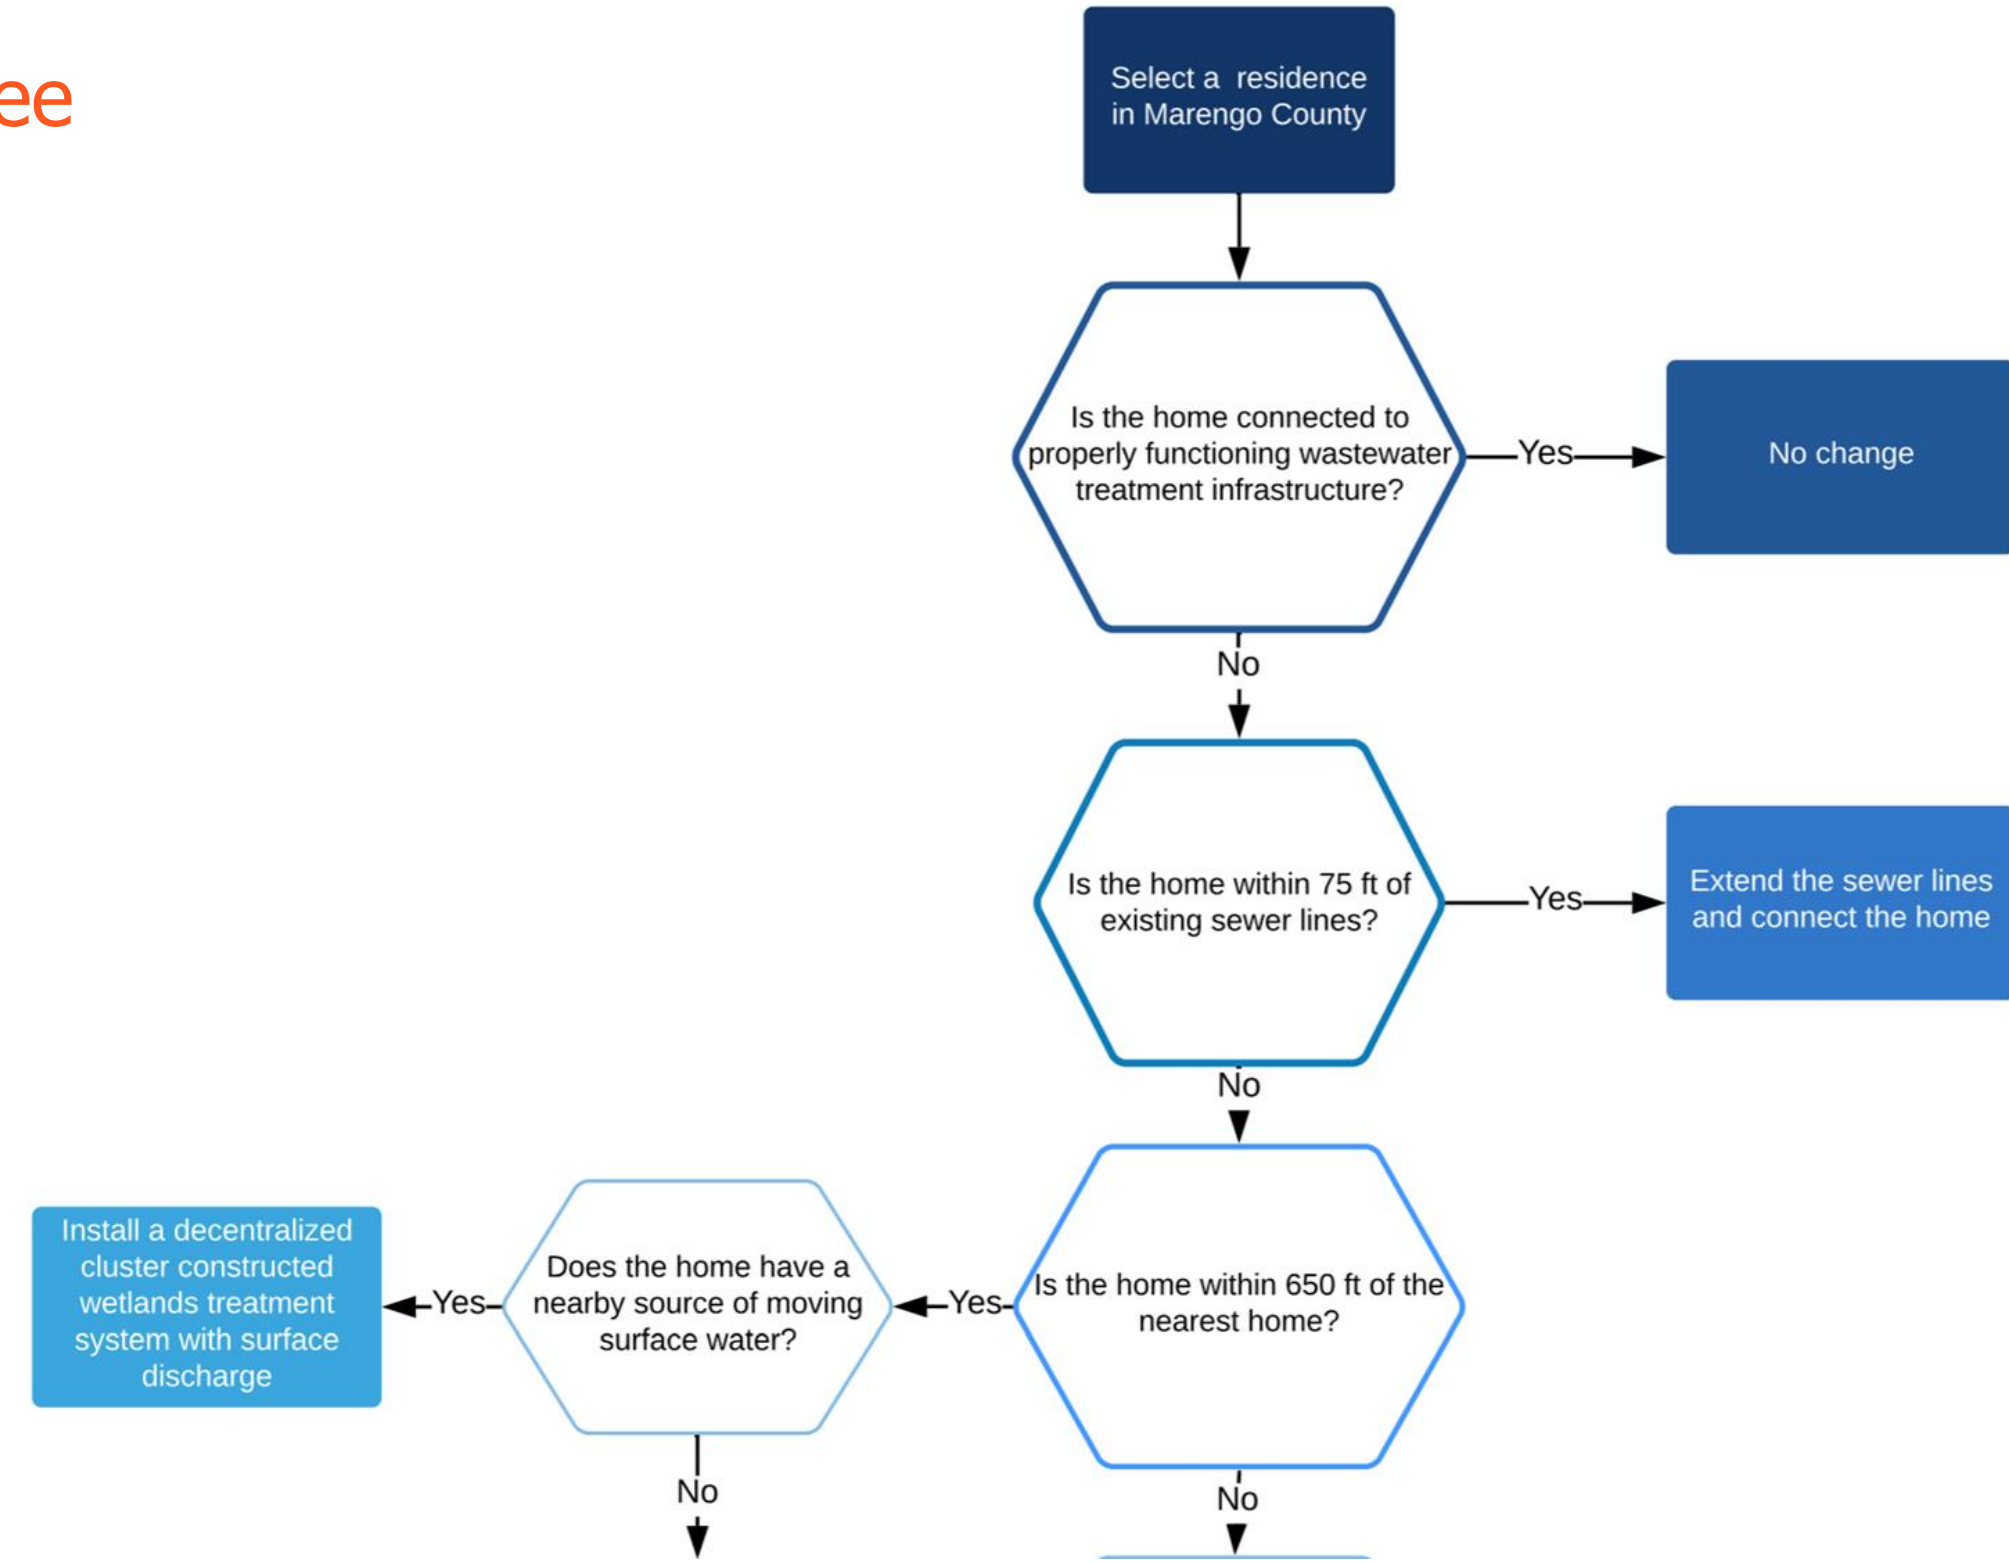 ee
Select a residence
in Marengo County
Is the home connected to
properly functioning wastewater
treatment infrastructure?
Yes
No change
No
Is the home within 75 ft of
existing sewer lines?
Yes
Extend the sewer lines
and connect the home
No
Is the home within 650 ft of the
nearest home?
Yes
Does the home have a
nearby source of moving
surface water?
Yes
Install a decentralized
cluster constructed
wetlands treatment
system with surface
discharge
No
No